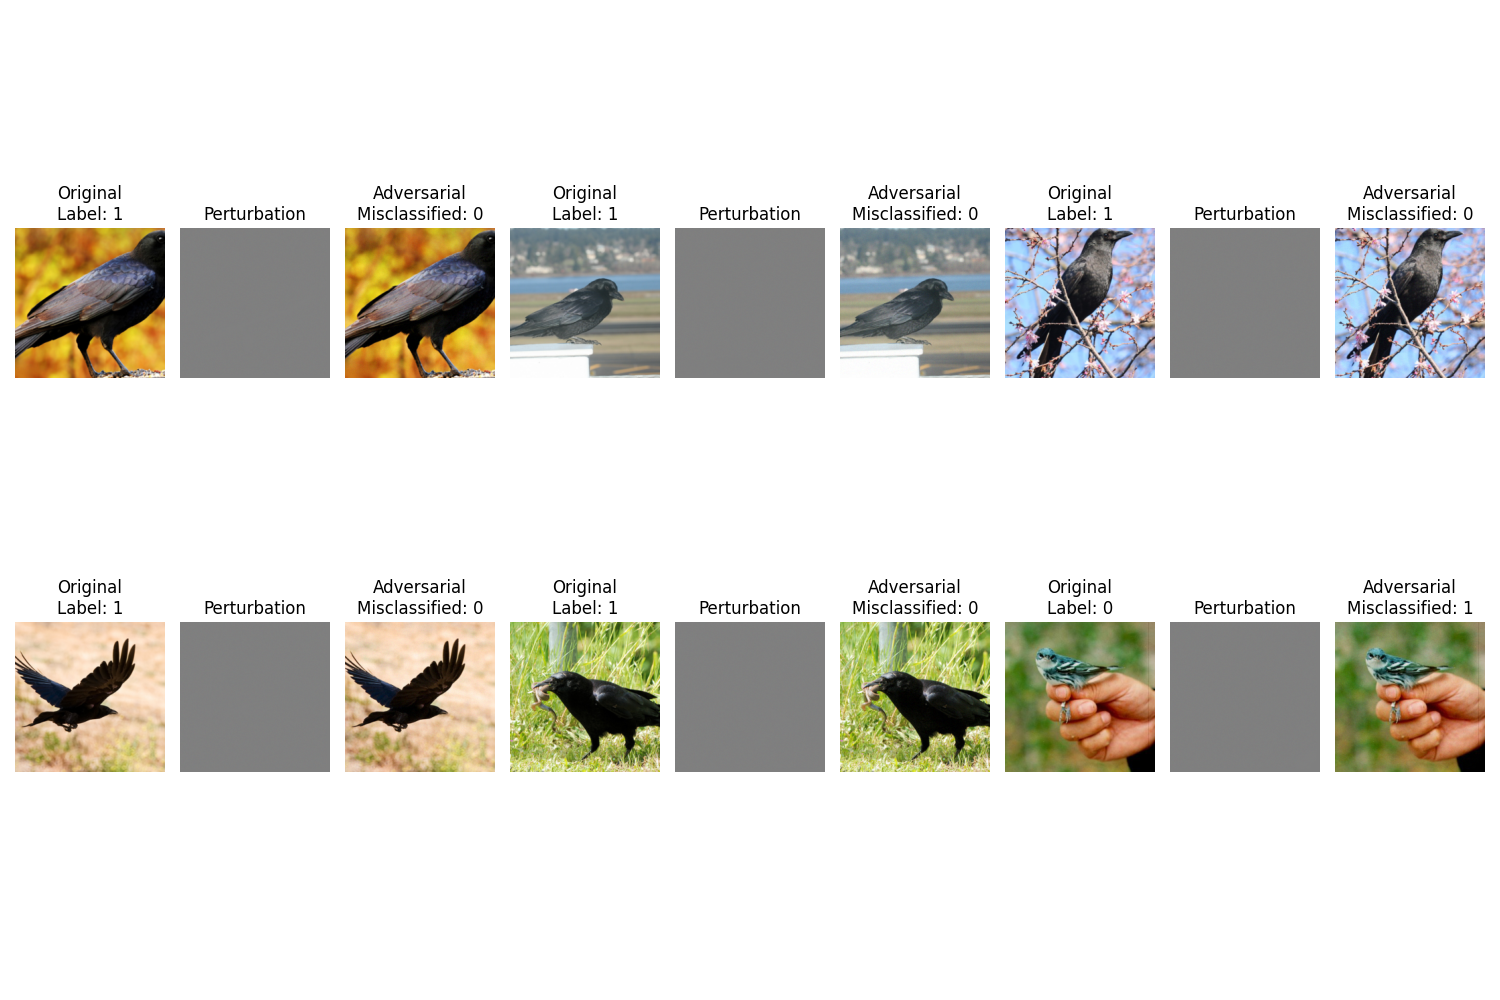 Original
Label: 1
Perturbation
Adversarial
Misclassified: 0
Original
Label: 1
Perturbation
Adversarial
Misclassified: 0
Original
Label: 1
Perturbation
Adversarial
Misclassified: 0
Original
Label: 1
Perturbation
Adversarial
Misclassified: 0
Original
Label: 1
Perturbation
Adversarial
Misclassified: 0
Original
Label: 0
Perturbation
Adversarial
Misclassified: 1